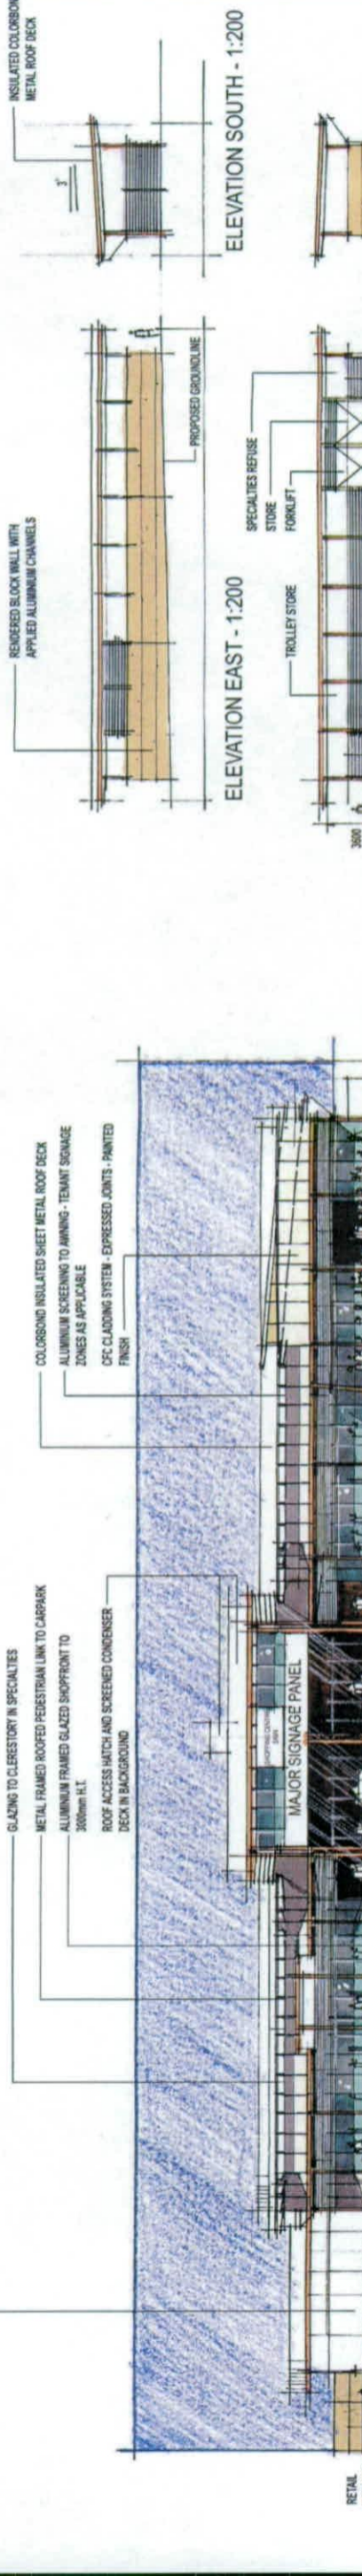 GLAZING TO CLERESTORY IN SPECIALTIES
METAL FRAMED ROOFED PEDESTRIAN LINK TO CARPARK
ALUMINIUM FRAMED GLAZED SHOPFRONT TO
3000mm H.T.
ROOF ACCESS HATCH AND SCREENED CONDENSER
DECK IN BACKGROUND
COLORBOND INSULATED SHEET METAL ROOF DECK
ALUMINIUM SCREENING TO AWNING - TENANT SIGNAGE
ZONES AS APPLICABLE
CFC CLADDING SYSTEM - EXPRESSED JOINTS - PAINTED
FINISH
MAJOR SIGNAGE PANEL
RETAIL
RENDERED BLOCK WALL WITH
APPLIED ALUMINIUM CHANNELS
PROPOSED GROUNDLINE
ELEVATION EAST - 1:200
INSULATED COLORBON
METAL ROOF DECK
3°
ELEVATION SOUTH - 1:200
TROLLEY STORE
SPECIALTIES REFUSE
STORE
FORKLIFT
3600